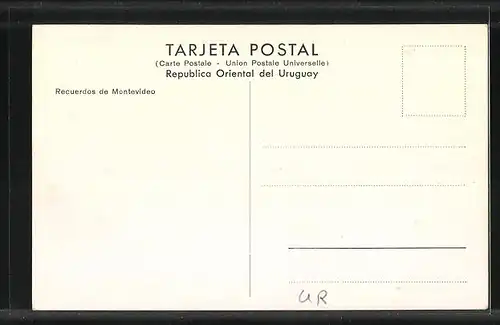 TARJETA POSTAL
(Carte Postale - Union Postale Universelle)
Republica Oriental del Uruguay
Recuerdos de Montevideo
UR